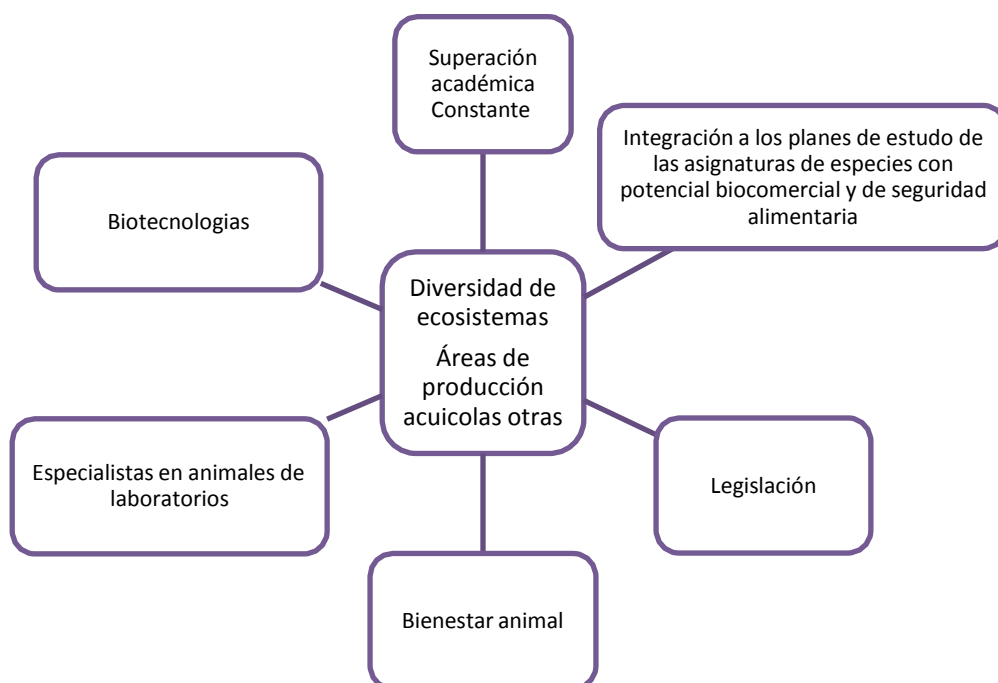 Superación
académica
Constante
Integración a los planes de estudo de
las asignaturas de especies con
potencial biocomercial y de seguridad
alimentaria
Biotecnologias
Diversidad de
ecosistemas
Áreas de
producción
acuicolas otras
Especialistas en animales de
laboratorios
Legislación
Bienestar animal